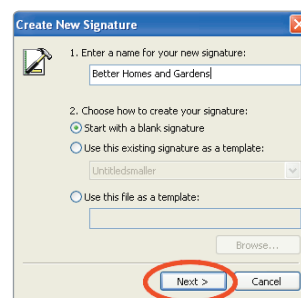 Create New Signature
1. Enter a name for your new signature:
Better Homes and Gardens
2. Choose how to create your signature:
Start with a blank signature
Use this existing signature as a template:
Untitledsmaller
Use this file as a template:
Browse...
Next >
Cancel